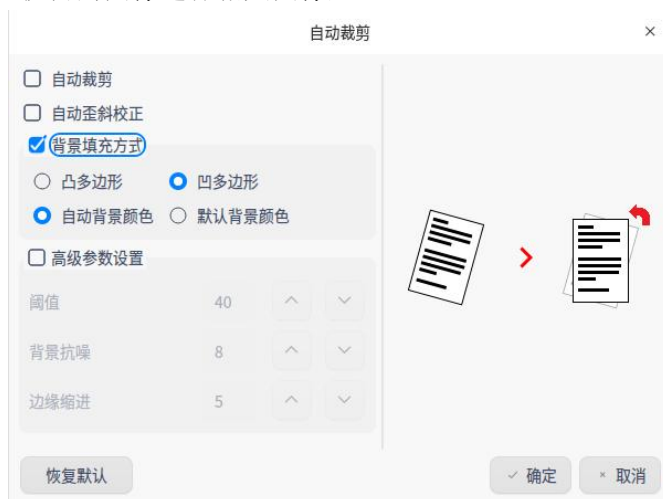 自动裁剪
自动裁剪
自动歪斜校正
背景填充方式
凸多边形 凹多边形
自动背景颜色 默认背景颜色
高级参数设置
阈值 40
背景抗噪 8
边缘缩进 5
恢复默认 确定 取消